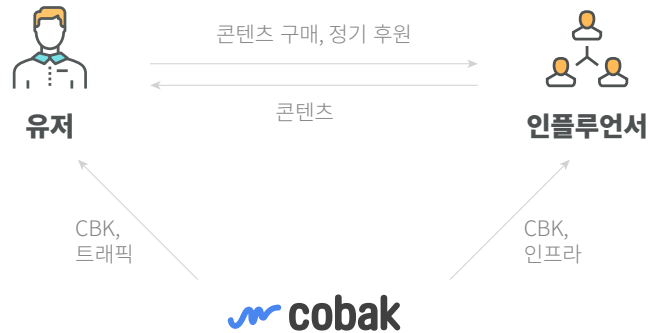 콘텐츠 구매, 정기 후원
콘텐츠
유저
인플루언서
CBK,
트래픽
CBK,
인프라
cobak